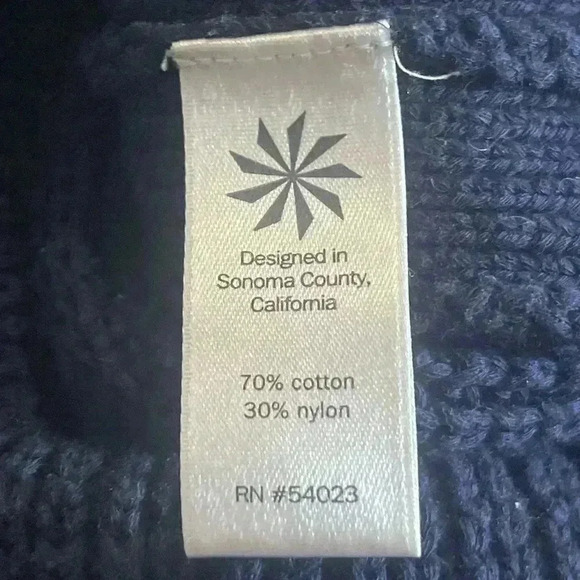 Designed in
Sonoma County,
California
70% cotton
30% nylon
RN #54023